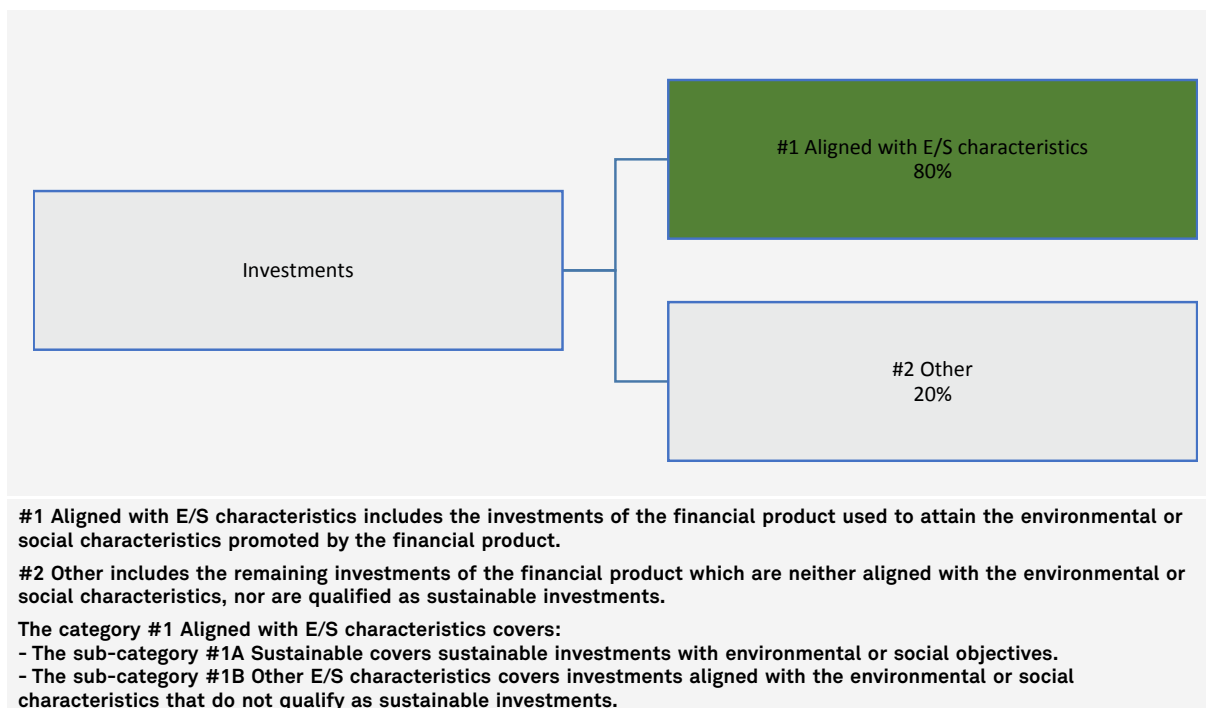 #1 Aligned with E/S characteristics
80%
Investments
#2 Other
20%
#1 Aligned with E/S characteristics includes the investments of the financial product used to attain the environmental or
social characteristics promoted by the financial product.
#2 Other includes the remaining investments of the financial product which are neither aligned with the environmental or
social characteristics, nor are qualified as sustainable investments.
The category #1 Aligned with E/S characteristics covers:
- The sub-category #1A Sustainable covers sustainable investments with environmental or social objectives.
- The sub-category #1B Other E/S characteristics covers investments aligned with the environmental or social
characteristics that do not qualify as sustainable investments.